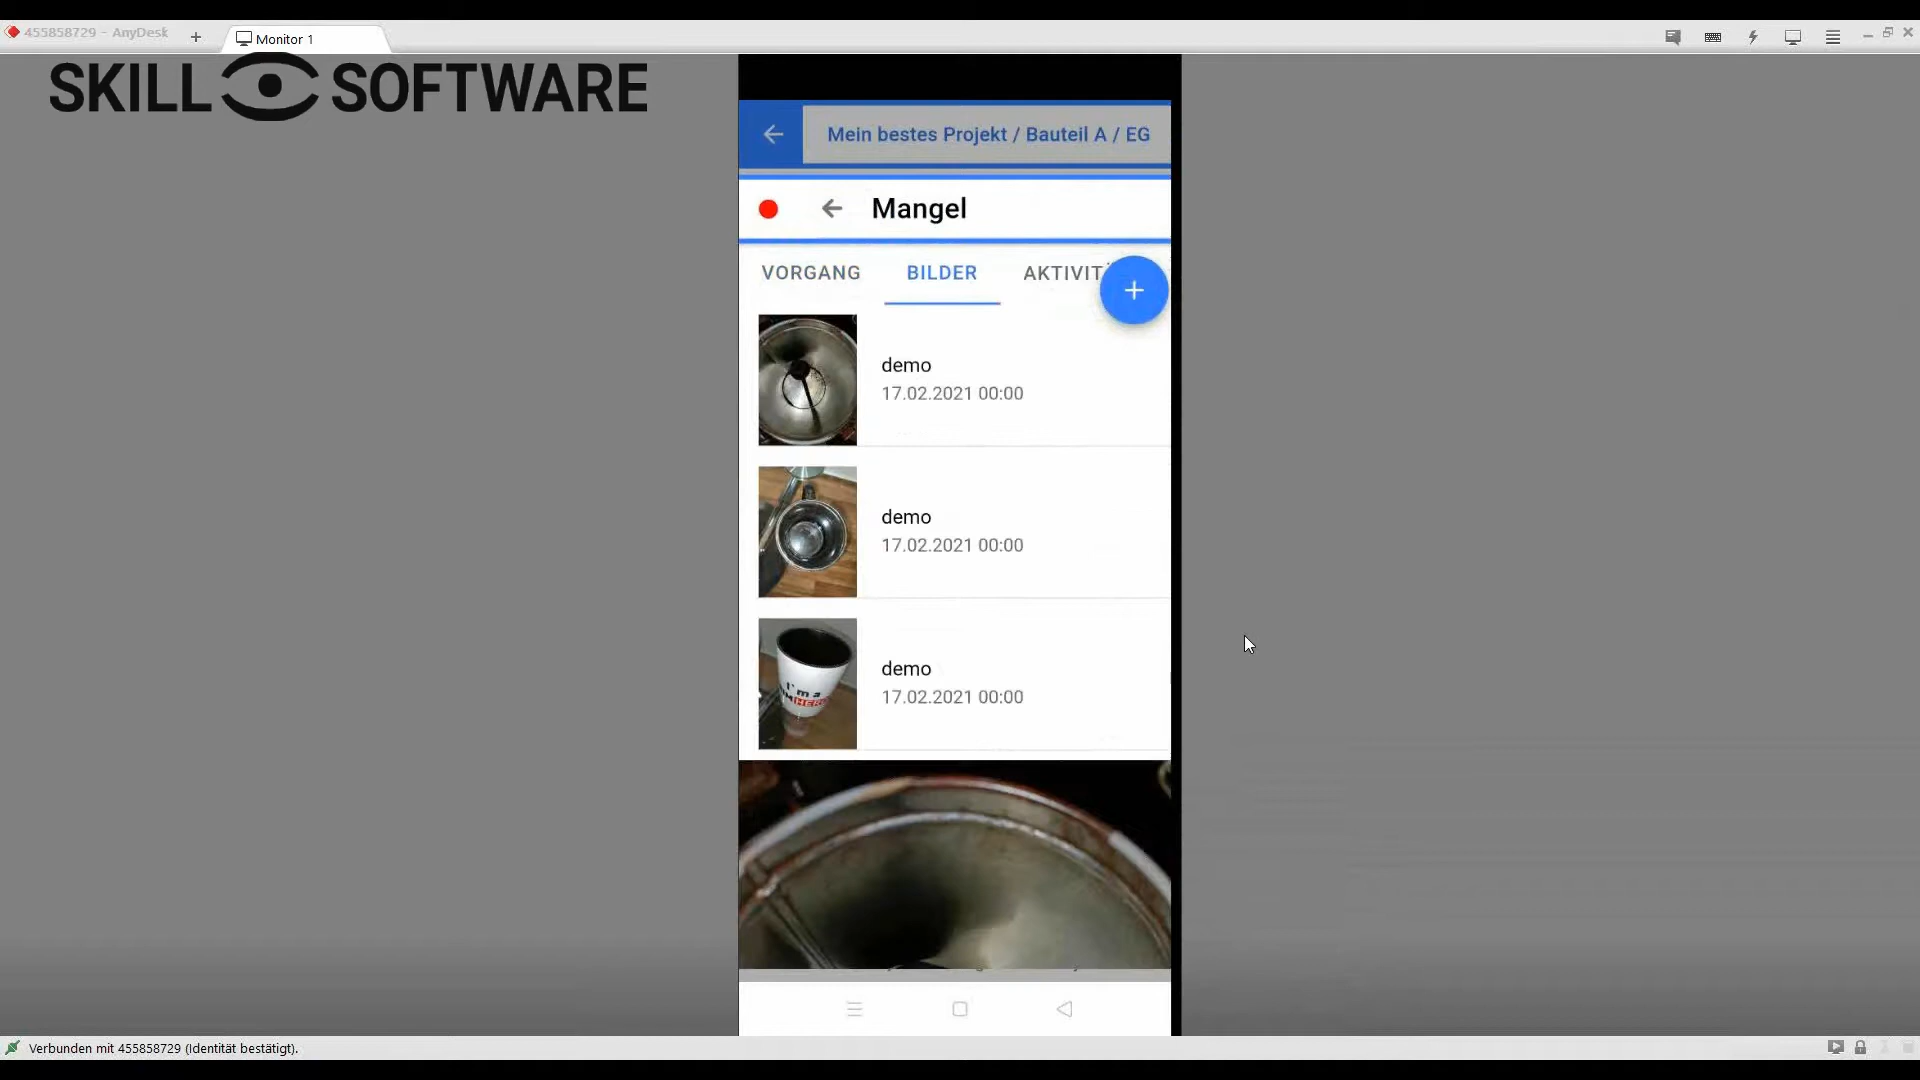 455858729 – AnyDesk
Monitor 1
SKILL SOFTWARE
Mein bestes Projekt / Bauteil A / EG
Mangel
VORGANG
BILDER
AKTIVIT
demo
17.02.2021 00:00
demo
17.02.2021 00:00
demo
17.02.2021 00:00
I'm a
Verbunden mit 455858729 (Identität bestätigt).